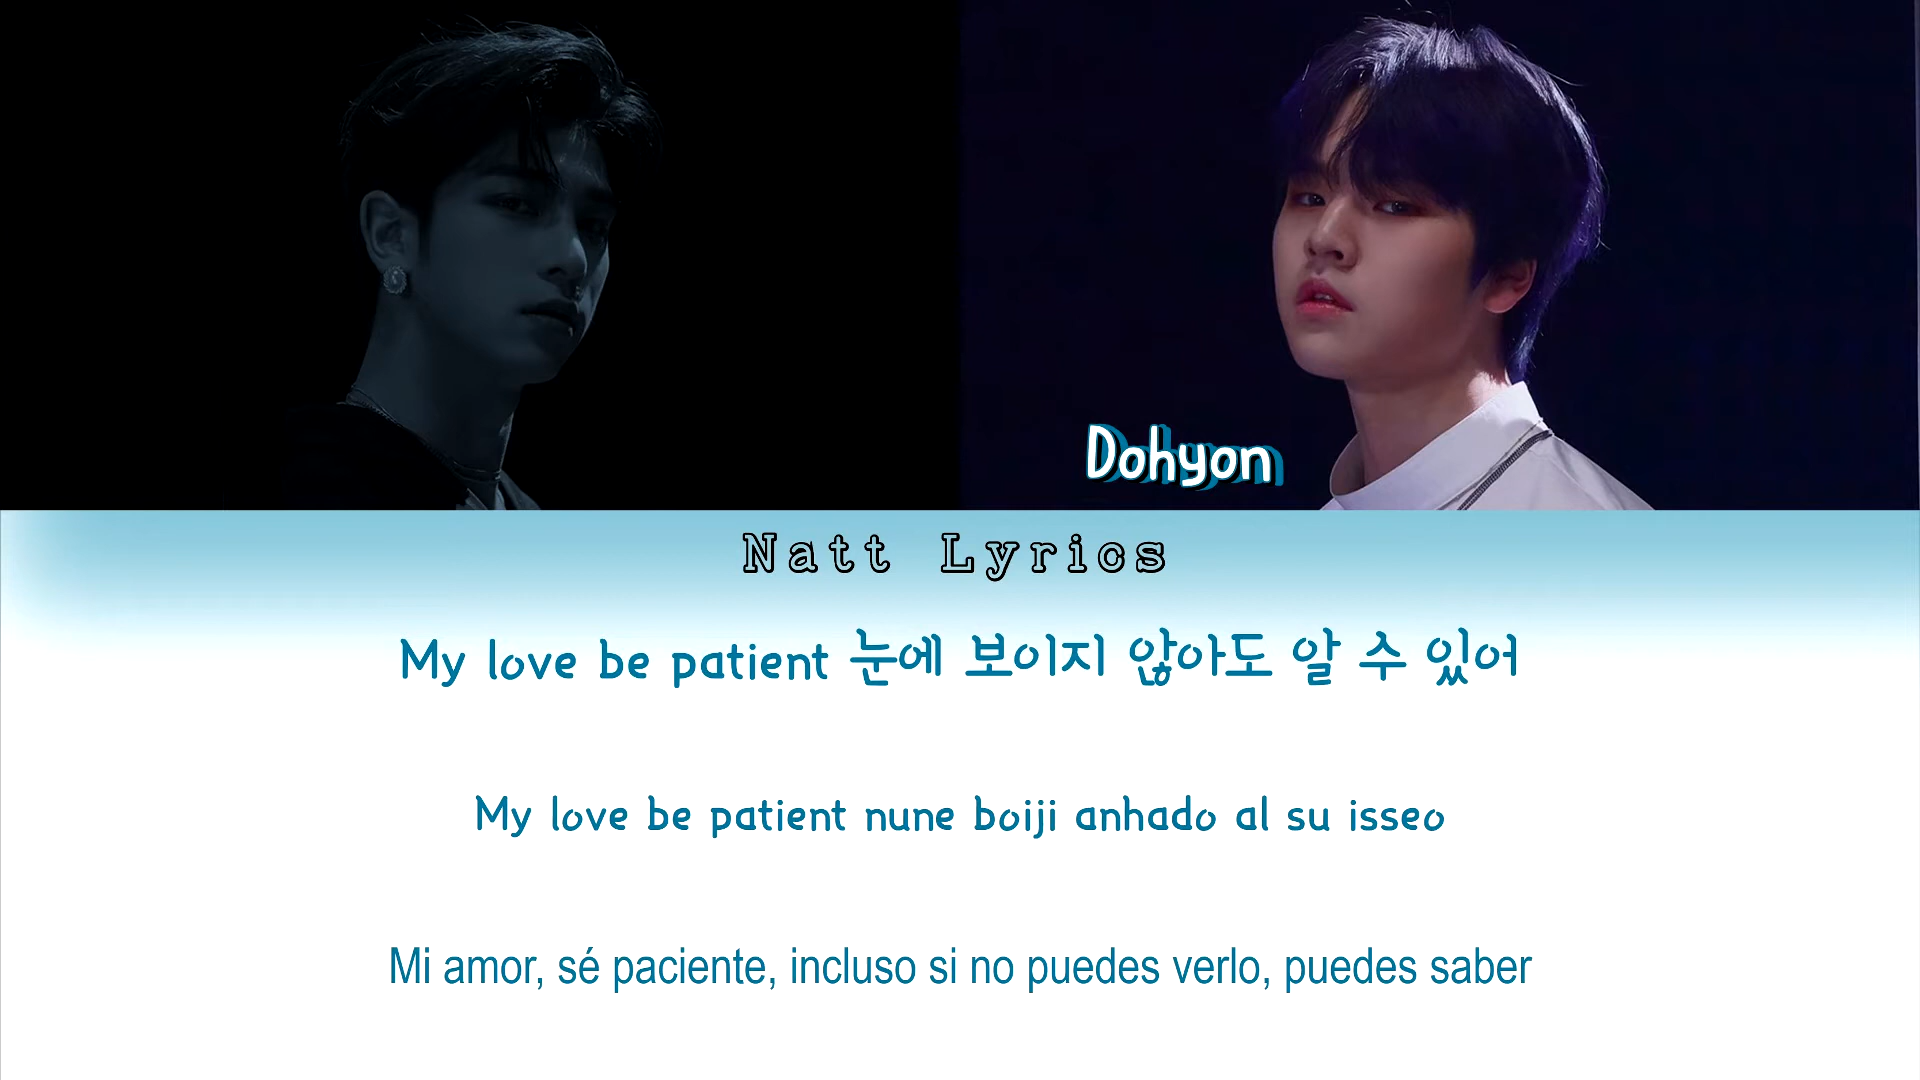 Dohyon
Natt Lyrics
My love be patient 눈에 보이지 않아도 알 수 있어
My love be patient nune boiji anhado al su isseo
Mi amor, sé paciente, incluso si no puedes verlo, puedes saber